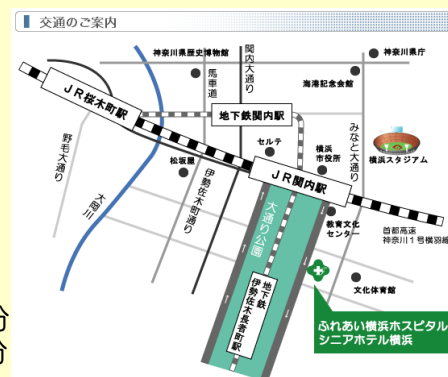 交通のご案内
神奈川県歴史博物館
関内大通り
神奈川県庁
馬車道
海港記念会館
JR桜木町駅
地下鉄関内駅
みなと大通り
野毛大通り
セルテ
横浜
市役所
横浜スタジアム
松坂屋
JR関内駅
大岡川
伊勢佐木町通り
大通り公園
教育文化
センター
首都高速
神奈川1号横羽線
地下鉄
伊勢佐木長者町駅
文化体育館
ふれあい横浜ホスピタル
シニアホテル横浜
分
分